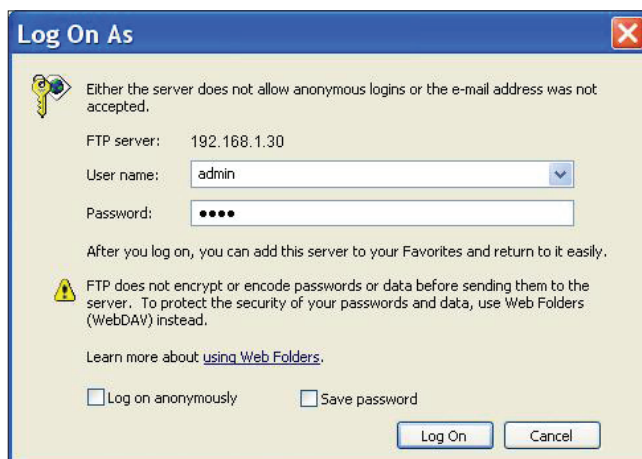 Log On As
Either the server does not allow anonymous logins or the e-mail address was not
accepted.
FTP server: 192.168.1.30
User name: admin
Password: ●●●●
After you log on, you can add this server to your Favorites and return to it easily.
FTP does not encrypt or encode passwords or data before sending them to the
server. To protect the security of your passwords and data, use Web Folders
(WebDAV) instead.
Learn more about using Web Folders.
Log on anonymously Save password
Log On Cancel